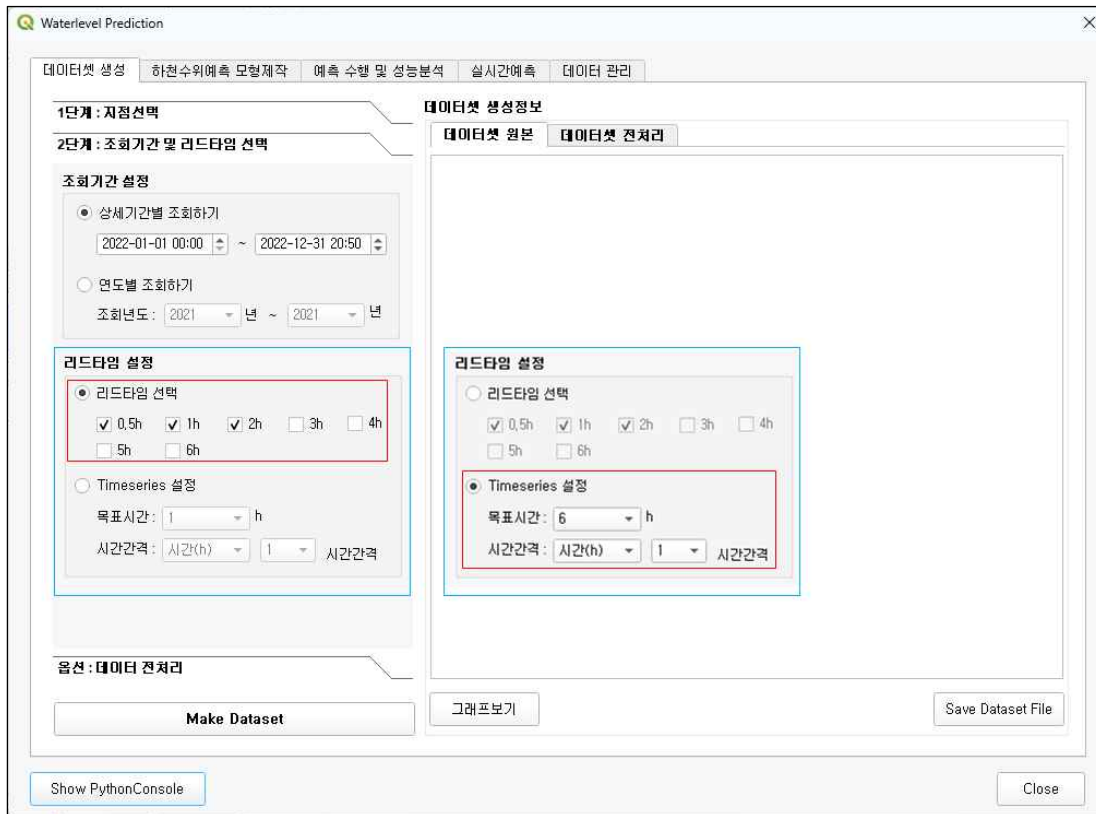 Waterlevel Prediction
데이터셋 생성 하천수위예측 모형제작 예측 수행 및 성능분석 실시간예측 데이터 관리
1단계 : 지점선택
2단계 : 조회기간 및 리드타임 선택
조회기간 설정
상세기간별 조회하기
2022-01-01 00:00 ~ 2022-12-31 20:50
연도별 조회하기
조회년도 : 2021 년 ~ 2021 년
리드타임 설정
리드타임 선택
0,5h 1h 2h 3h 4h
5h 6h
Timeseries 설정
목표시간 : 1 h
시간간격 : 시간(h) 1 시간간격
옵션 : 데이터 전처리
Make Dataset
데이터셋 생성정보
데이터셋 원본 데이터셋 전처리
리드타임 설정
리드타임 선택
0,5h 1h 2h 3h 4h
5h 6h
Timeseries 설정
목표시간 : 6 h
시간간격 : 시간(h) 1 시간간격
그래프보기 Save Dataset File
Show PythonConsole Close